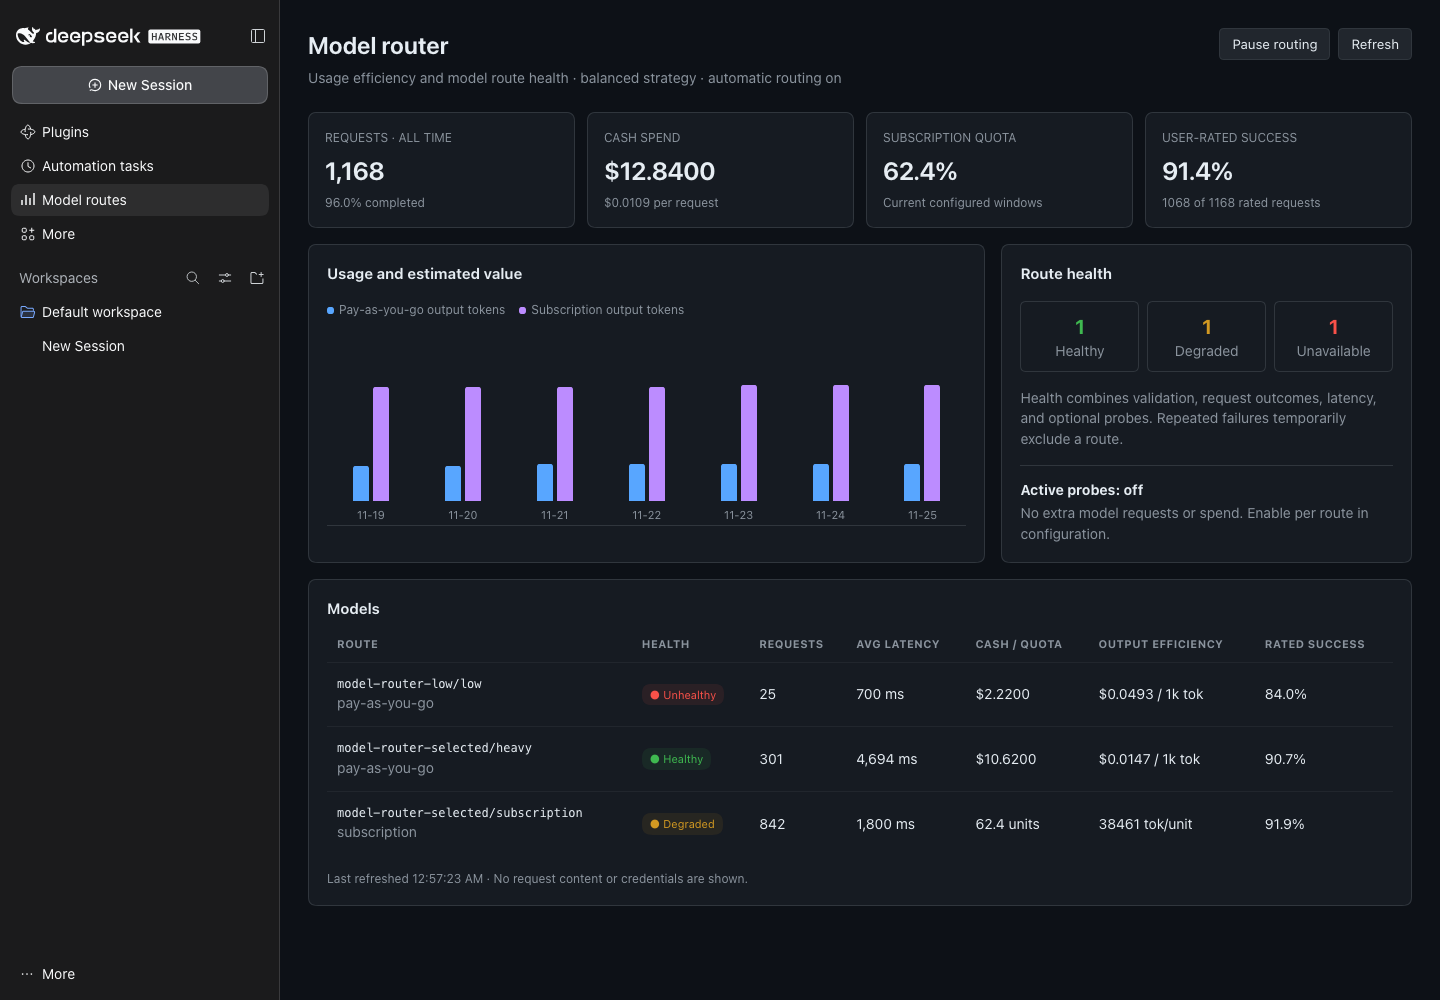 deepseek HARNESS
New Session
Plugins
Automation tasks
Model routes
More
Workspaces
Default workspace
New Session
More
Model router
Usage efficiency and model route health · balanced strategy · automatic routing on
Pause routing
Refresh
REQUESTS · ALL TIME
1,168
96.0% completed
CASH SPEND
$12.8400
$0.0109 per request
SUBSCRIPTION QUOTA
62.4%
Current configured windows
USER-RATED SUCCESS
91.4%
1068 of 1168 rated requests
Usage and estimated value
Pay-as-you-go output tokens Subscription output tokens
11-19 11-20 11-21 11-22 11-23 11-24 11-25
Route health
1
Healthy
1
Degraded
1
Unavailable
Health combines validation, request outcomes, latency,
and optional probes. Repeated failures temporarily
exclude a route.
Active probes: off
No extra model requests or spend. Enable per route in
configuration.
Models
ROUTE HEALTH REQUESTS AVG LATENCY CASH / QUOTA OUTPUT EFFICIENCY RATED SUCCESS
model-router-low/low
pay-as-you-go
Unhealthy 25 700 ms $2.2200 $0.0493 / 1k tok 84.0%
model-router-selected/heavy
pay-as-you-go
Healthy 301 4,694 ms $10.6200 $0.0147 / 1k tok 90.7%
model-router-selected/subscription
subscription
Degraded 842 1,800 ms 62.4 units 38461 tok/unit 91.9%
Last refreshed 12:57:23 AM · No request content or credentials are shown.